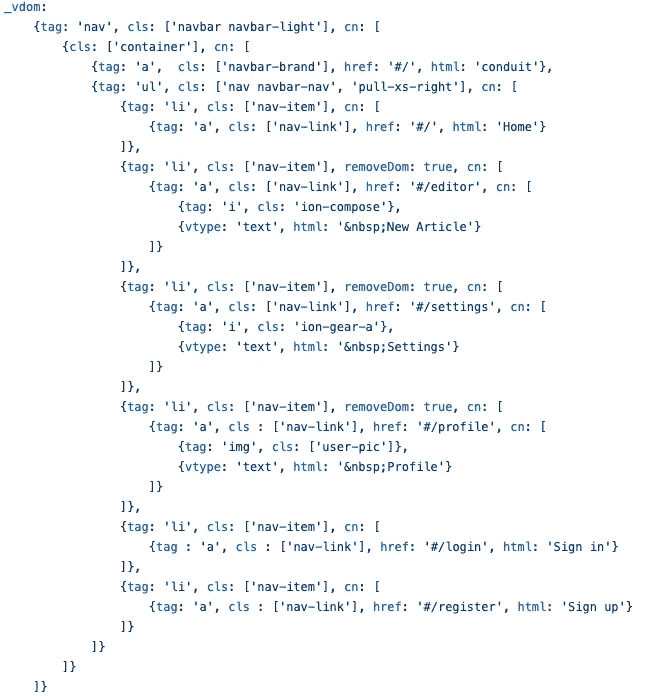 _vdom:
    {tag: 'nav', cls: ['navbar navbar-light'], cn: [
        {cls: ['container'], cn: [
            {tag: 'a',  cls: ['navbar-brand'], href: '#/', html: 'conduit'},
            {tag: 'ul', cls: ['nav navbar-nav', 'pull-xs-right'], cn: [
                {tag: 'li', cls: ['nav-item'], cn: [
                    {tag: 'a', cls: ['nav-link'], href: '#/', html: 'Home'}
                ]},
                {tag: 'li', cls: ['nav-item'], removeDom: true, cn: [
                    {tag: 'a', cls: ['nav-link'], href: '#/editor', cn: [
                        {tag: 'i', cls: 'ion-compose'},
                        {vtype: 'text', html: '&nbsp;New Article'}
                    ]}
                ]},
                {tag: 'li', cls: ['nav-item'], removeDom: true, cn: [
                    {tag: 'a', cls: ['nav-link'], href: '#/settings', cn: [
                        {tag: 'i', cls: 'ion-gear-a'},
                        {vtype: 'text', html: '&nbsp;Settings'}
                    ]}
                ]},
                {tag: 'li', cls: ['nav-item'], removeDom: true, cn: [
                    {tag: 'a', cls : ['nav-link'], href: '#/profile', cn: [
                        {tag: 'img', cls: ['user-pic']},
                        {vtype: 'text', html: '&nbsp;Profile'}
                    ]}
                ]},
                {tag: 'li', cls: ['nav-item'], cn: [
                    {tag : 'a', cls : ['nav-link'], href: '#/login', html: 'Sign in'}
                ]},
                {tag: 'li', cls: ['nav-item'], cn: [
                    {tag: 'a', cls : ['nav-link'], href: '#/register', html: 'Sign up'}
                ]}
            ]}
        ]}
    ]}